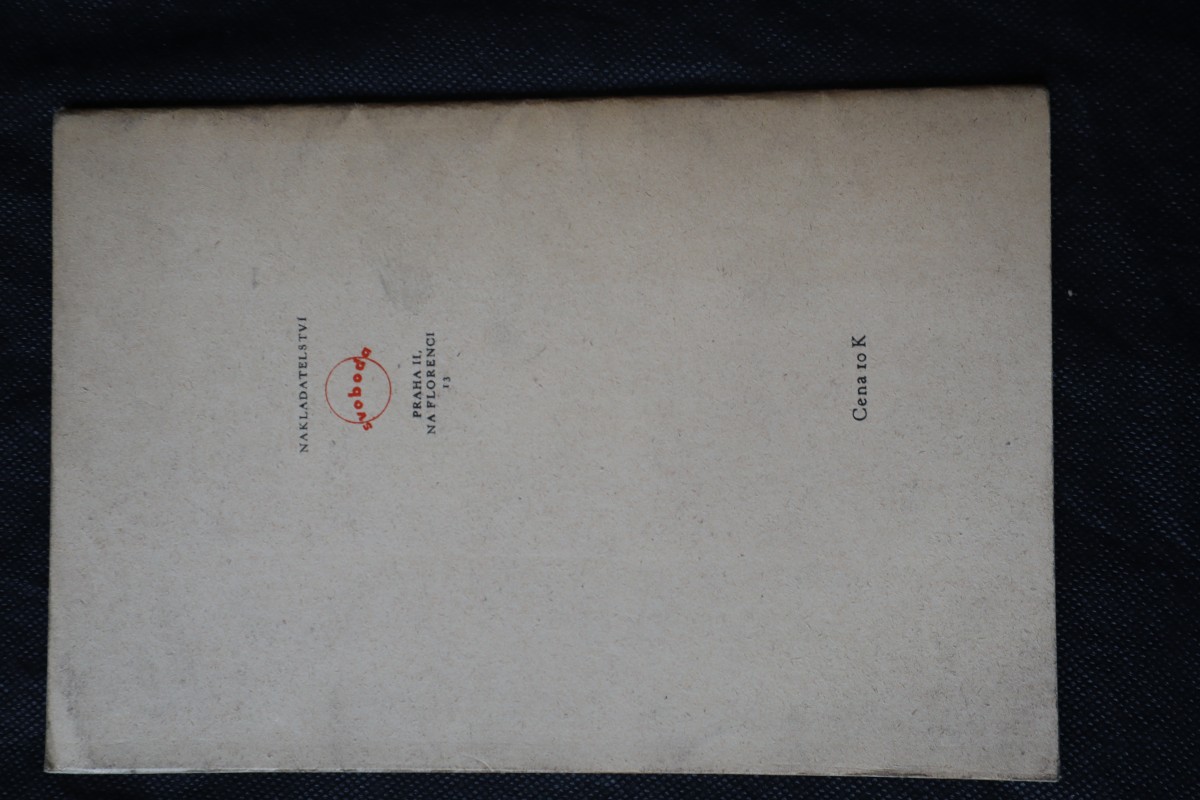 NAKLADATELSTVÍ
svoboda
PRAHA II,
NA FLORENCI
13
Cena 10 K